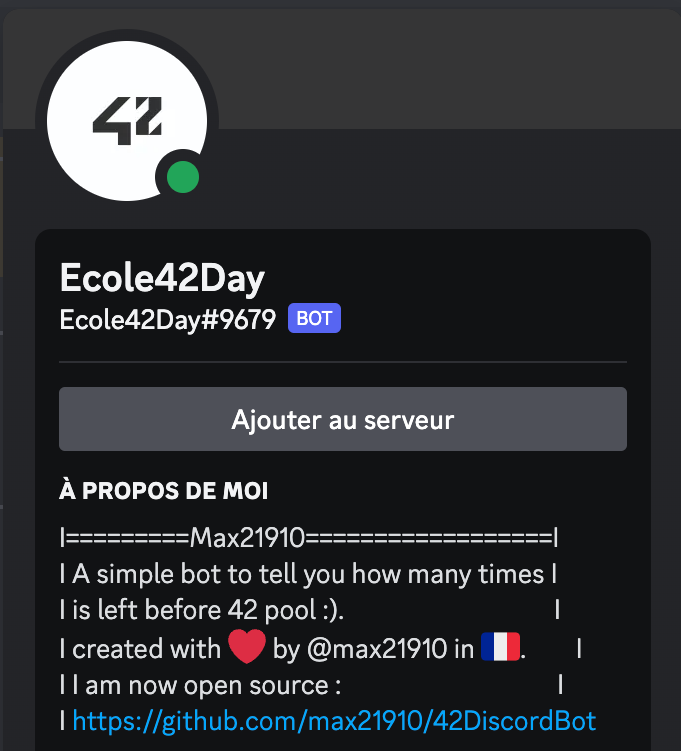 42
Ecole42Day
Ecole42Day#9679 BOT
Ajouter au serveur
À PROPOS DE MOI
|=========Max21910==================|
| A simple bot to tell you how many times |
| is left before 42 pool :). |
| created with ❤️ by @max21910 in 🇫🇷. |
| I am now open source : |
| https://github.com/max21910/42DiscordBot